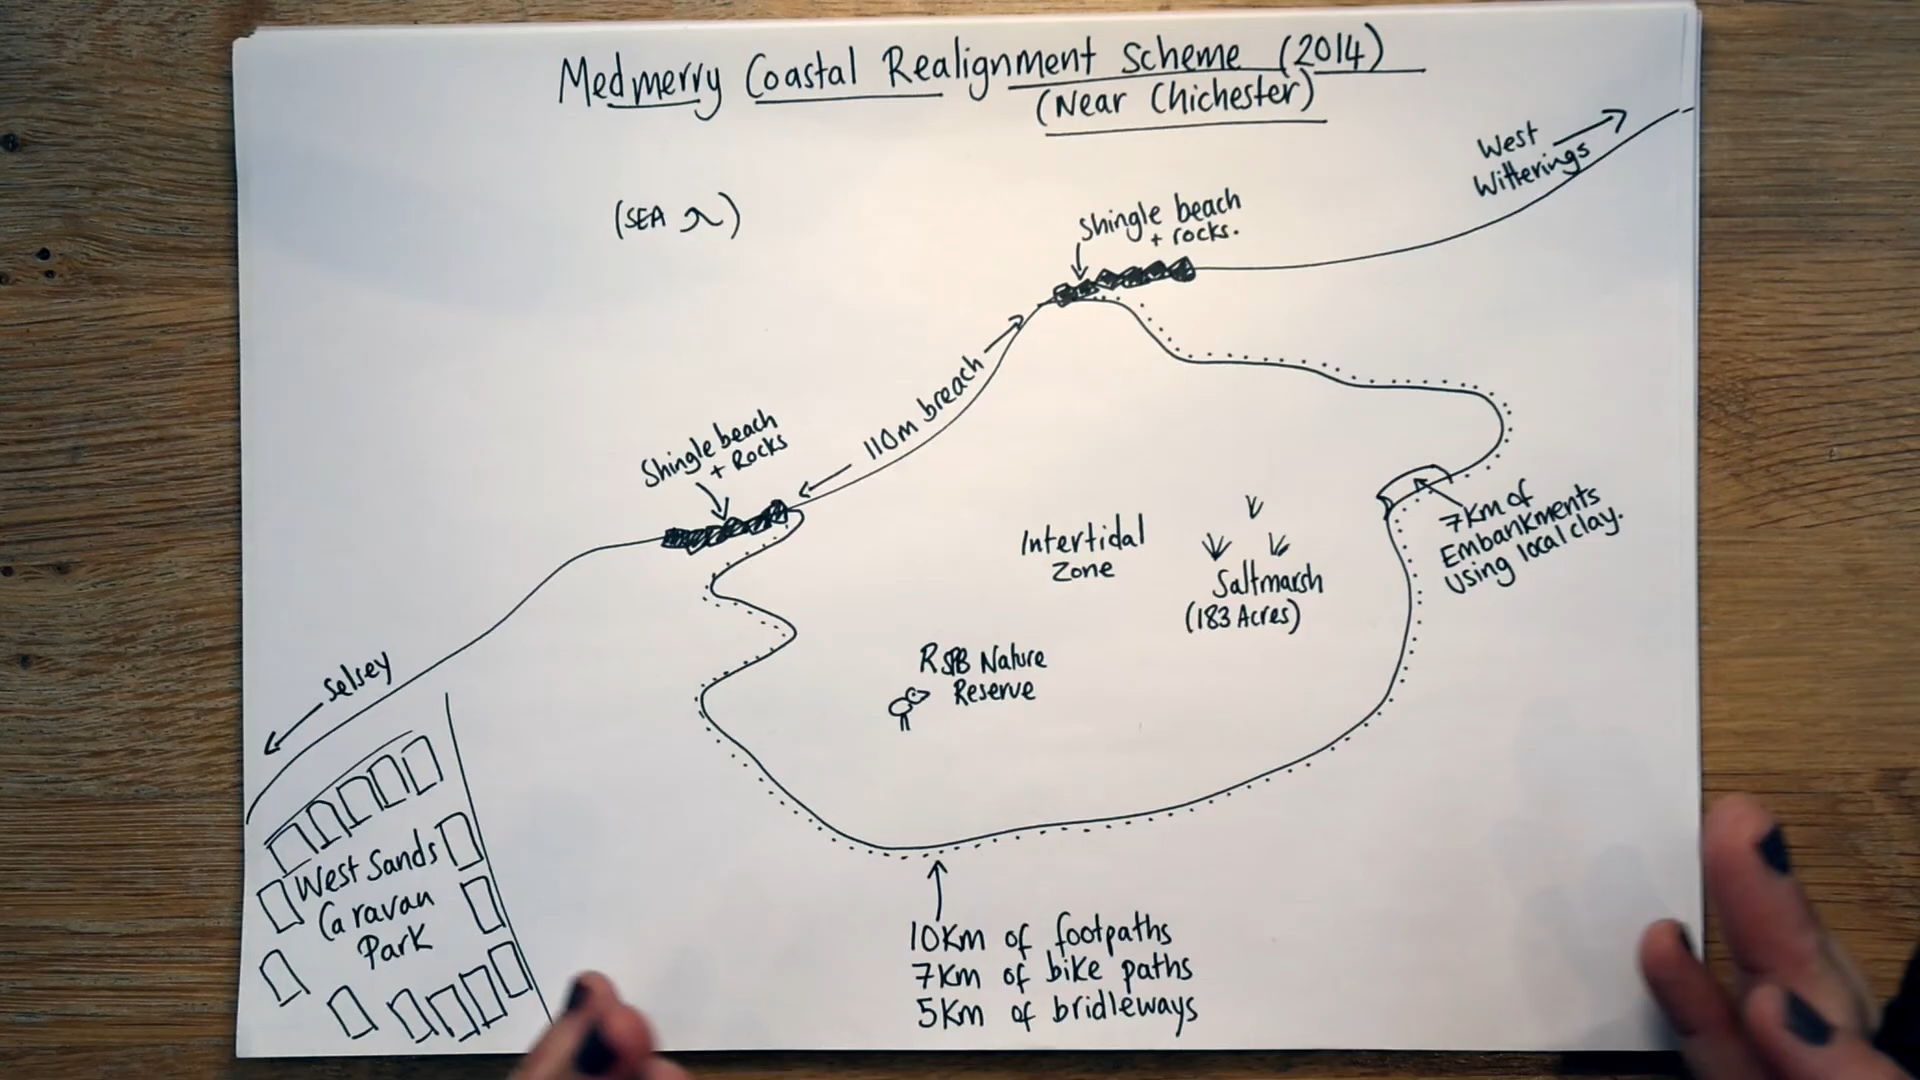 Medmerry Coastal Realignment Scheme (2014)
(Near Chichester)
West
Witterings
(SEA
Shingle beach
+ rocks.
110m breach
Shingle beach
+ Rocks
7Km of
Embankments
Using local clay.
Intertidal
Zone
Saltmarsh
(183 Acres)
RSPB Nature
Reserve
Selsey
West Sands
Caravan
Park
10Km of footpaths
7Km of bike paths
5Km of bridleways